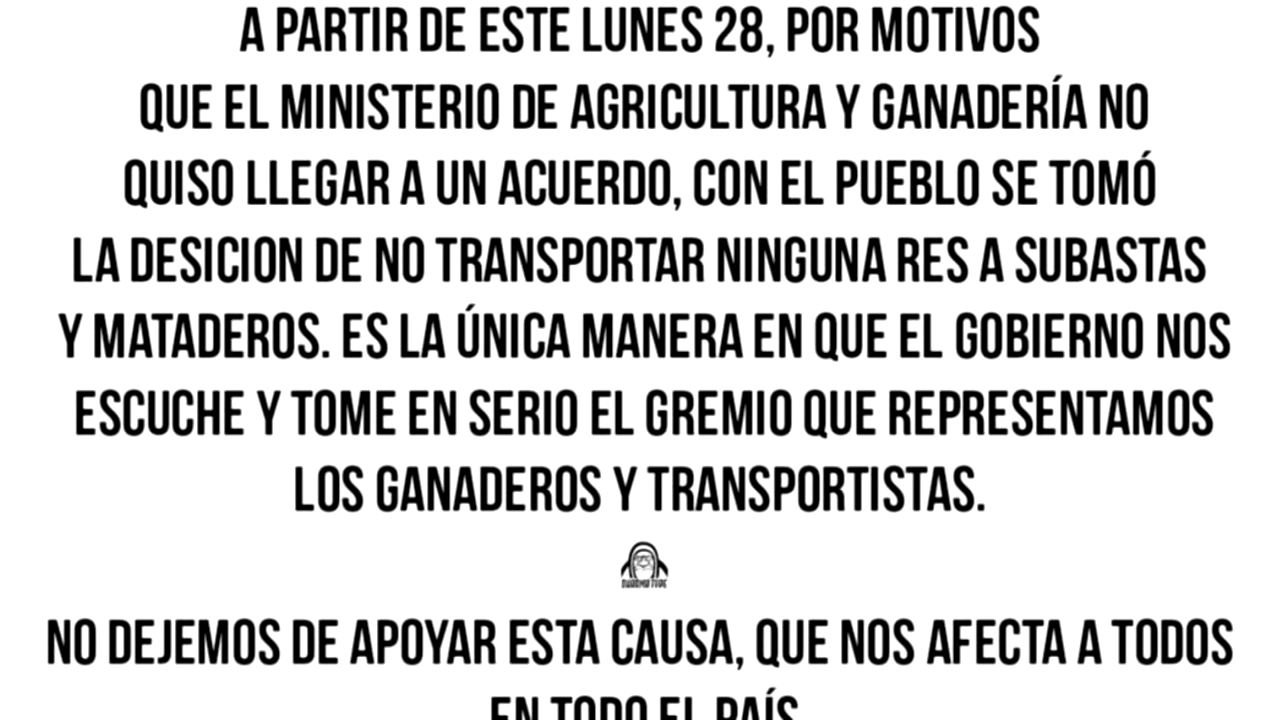 A PARTIR DE ESTE LUNES 28, POR MOTIVOS
QUE EL MINISTERIO DE AGRICULTURA Y GANADERÍA NO
QUISO LLEGAR A UN ACUERDO, CON EL PUEBLO SE TOMÓ
LA DESICION DE NO TRANSPORTAR NINGUNA RES A SUBASTAS
Y MATADEROS. ES LA ÚNICA MANERA EN QUE EL GOBIERNO NOS
ESCUCHE Y TOME EN SERIO EL GREMIO QUE REPRESENTAMOS
LOS GANADEROS Y TRANSPORTISTAS.
NO DEJEMOS DE APOYAR ESTA CAUSA, QUE NOS AFECTA A TODOS
EN TODO EL PAÍS